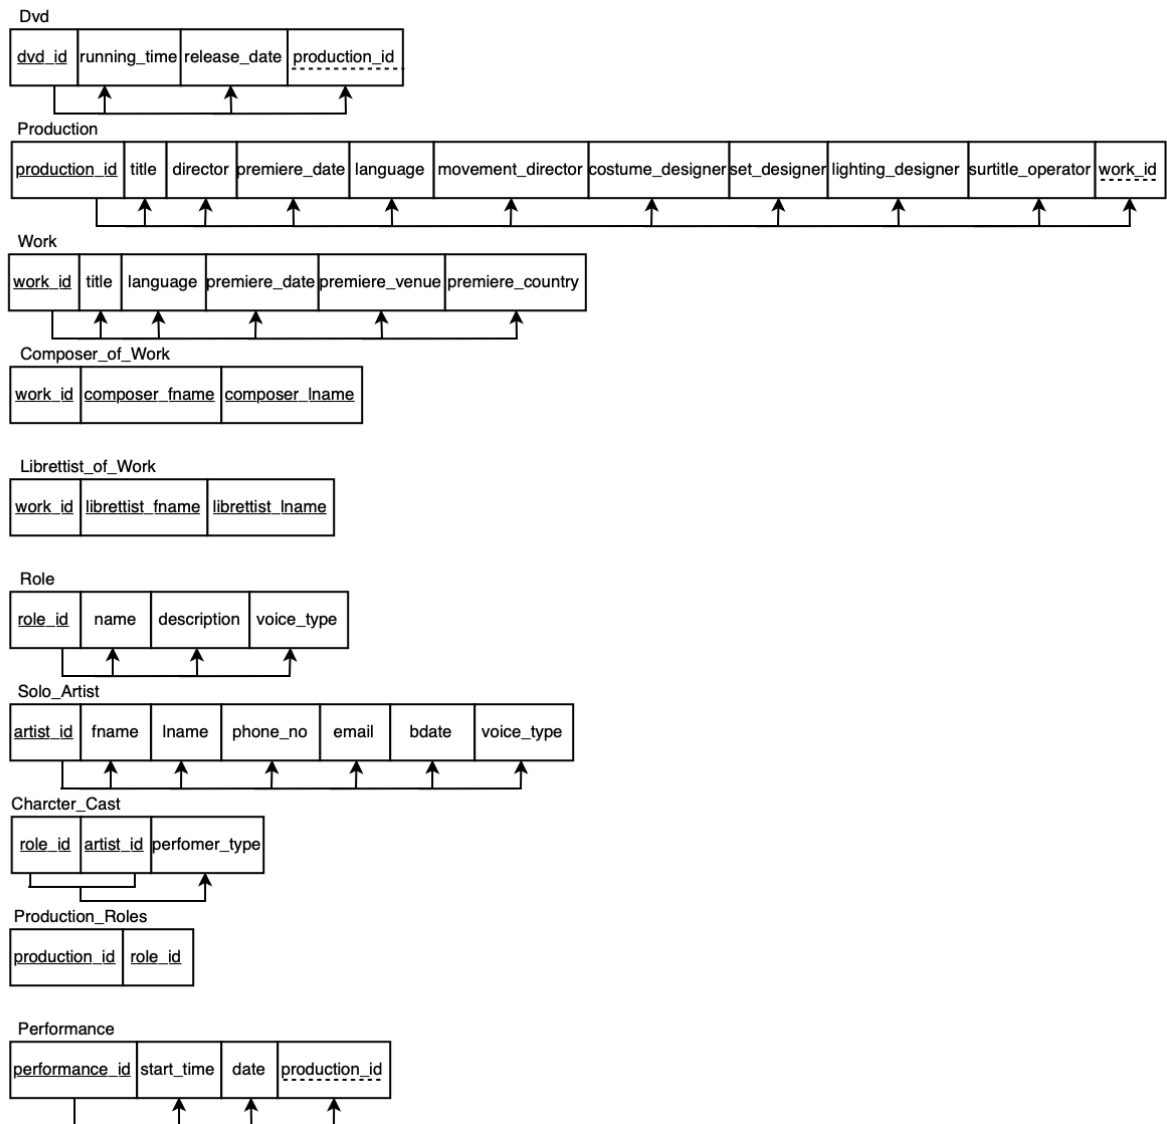 Dvd
dvd_id running_time release_date production_id
Production
production_id title director premiere_date language movement_director costume_designer set_designer lighting_designer surtitle_operator work_id
Work
work_id title language premiere_date premiere_venue premiere_country
Composer_of_Work
work_id composer_fname composer_lname
Librettist_of_Work
work_id librettist_fname librettist_lname
Role
role_id name description voice_type
Solo_Artist
artist_id fname lname phone_no email bdate voice_type
Charcter_Cast
role_id artist_id perfomer_type
Production_Roles
production_id role_id
Performance
performance_id start_time date production_id